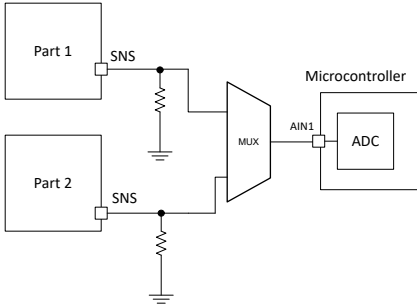 Part 1
SNS
Microcontroller
MUX
AIN1
ADC
Part 2
SNS